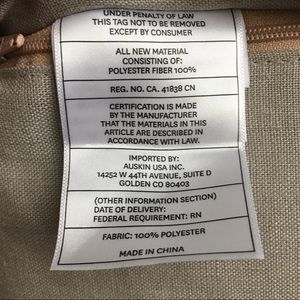 UNDER PENALTY OF LAW
THIS TAG NOT TO BE REMOVED
EXCEPT BY CONSUMER
ALL NEW MATERIAL
CONSISTING OF:
POLYESTER FIBER 100%
REG. NO. CA. 41838 CN
CERTIFICATION IS MADE
BY THE MANUFACTURER
THAT THE MATERIALS IN THIS
ARTICLE ARE DESCRIBED IN
ACCORDANCE WITH LAW.
IMPORTED BY:
AUSKIN USA INC.
14252 W 44TH AVENUE, SUITE D
GOLDEN CO 80403
(OTHER INFORMATION SECTION)
DATE OF DELIVERY:
FEDERAL REQUIREMENT: RN
FABRIC: 100% POLYESTER
MADE IN CHINA